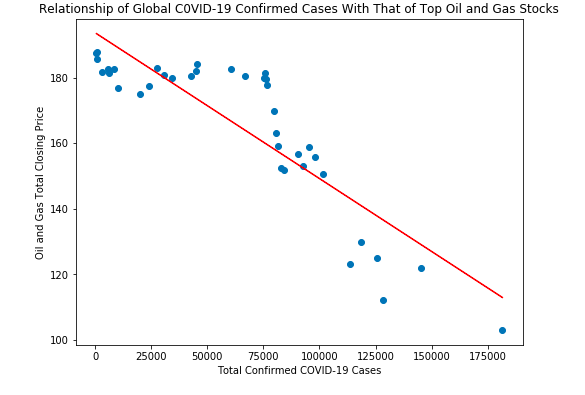 Relationship of Global C0VID-19 Confirmed Cases With That of Top Oil and Gas Stocks
180
160
140
120
100
Oil and Gas Total Closing Price
0 25000 50000 75000 100000 125000 150000 175000
Total Confirmed COVID-19 Cases